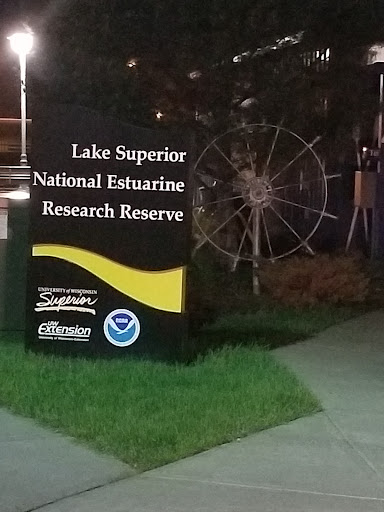 Lake Superior
National Estuarine
Research Reserve
UNIVERSITY of WISCONSIN
Superior
UW
Extension
University of Wisconsin-Extension
NOAA